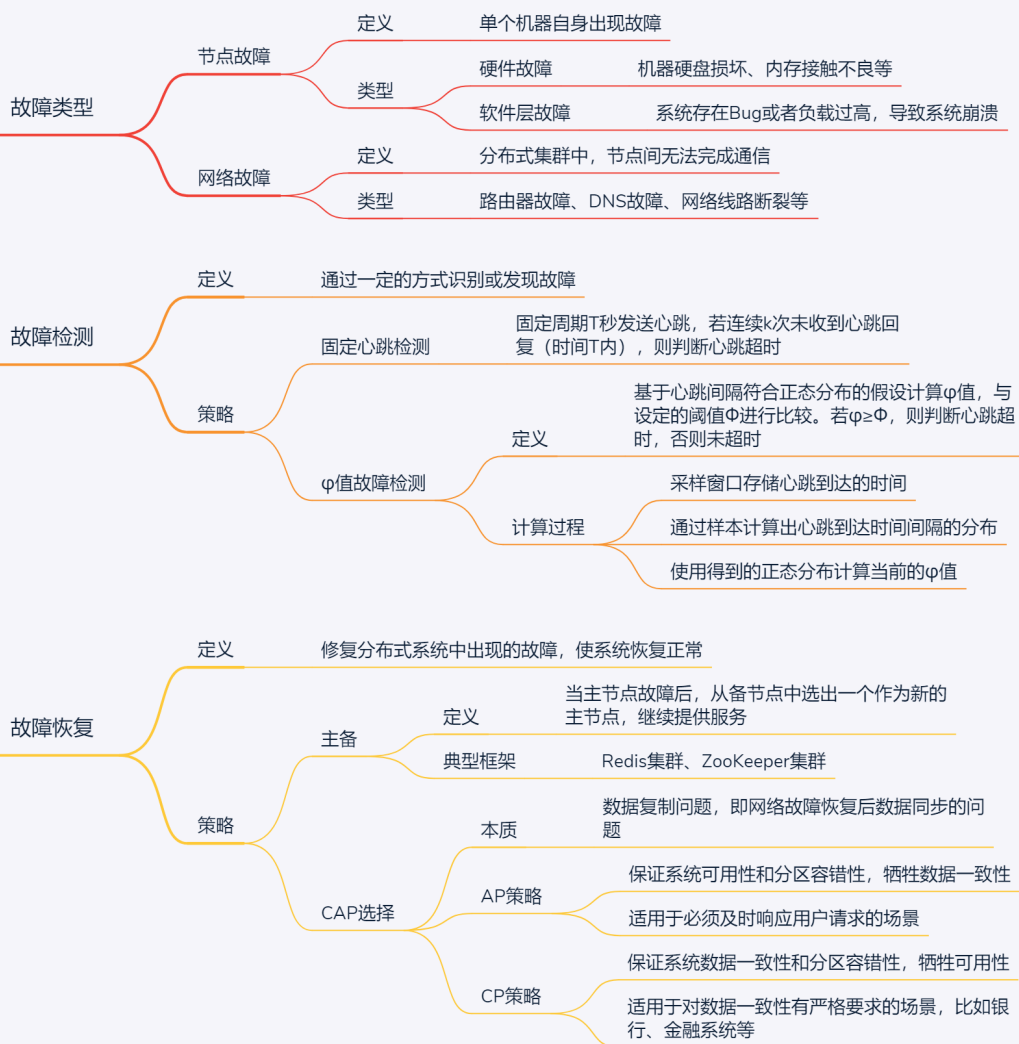 故障类型
节点故障
定义
单个机器自身出现故障
类型
硬件故障
机器硬盘损坏、内存接触不良等
软件层故障
系统存在Bug或者负载过高，导致系统崩溃
网络故障
定义
分布式集群中，节点间无法完成通信
类型
路由器故障、DNS故障、网络线路断裂等
故障检测
定义
通过一定的方式识别或发现故障
策略
固定心跳检测
固定周期T秒发送心跳，若连续k次未收到心跳回
复（时间T内），则判断心跳超时
φ值故障检测
定义
基于心跳间隔符合正态分布的假设计算φ值，与
设定的阈值Φ进行比较。若φ≥Φ，则判断心跳超
时，否则未超时
计算过程
采样窗口存储心跳到达的时间
通过样本计算出心跳到达时间间隔的分布
使用得到的正态分布计算当前的φ值
故障恢复
定义
修复分布式系统中出现的故障，使系统恢复正常
策略
主备
定义
当主节点故障后，从备节点中选出一个作为新的
主节点，继续提供服务
典型框架
Redis集群、ZooKeeper集群
CAP选择
本质
数据复制问题，即网络故障恢复后数据同步的问
题
AP策略
保证系统可用性和分区容错性，牺牲数据一致性
适用于必须及时响应用户请求的场景
CP策略
保证系统数据一致性和分区容错性，牺牲可用性
适用于对数据一致性有严格要求的场景，比如银
行、金融系统等